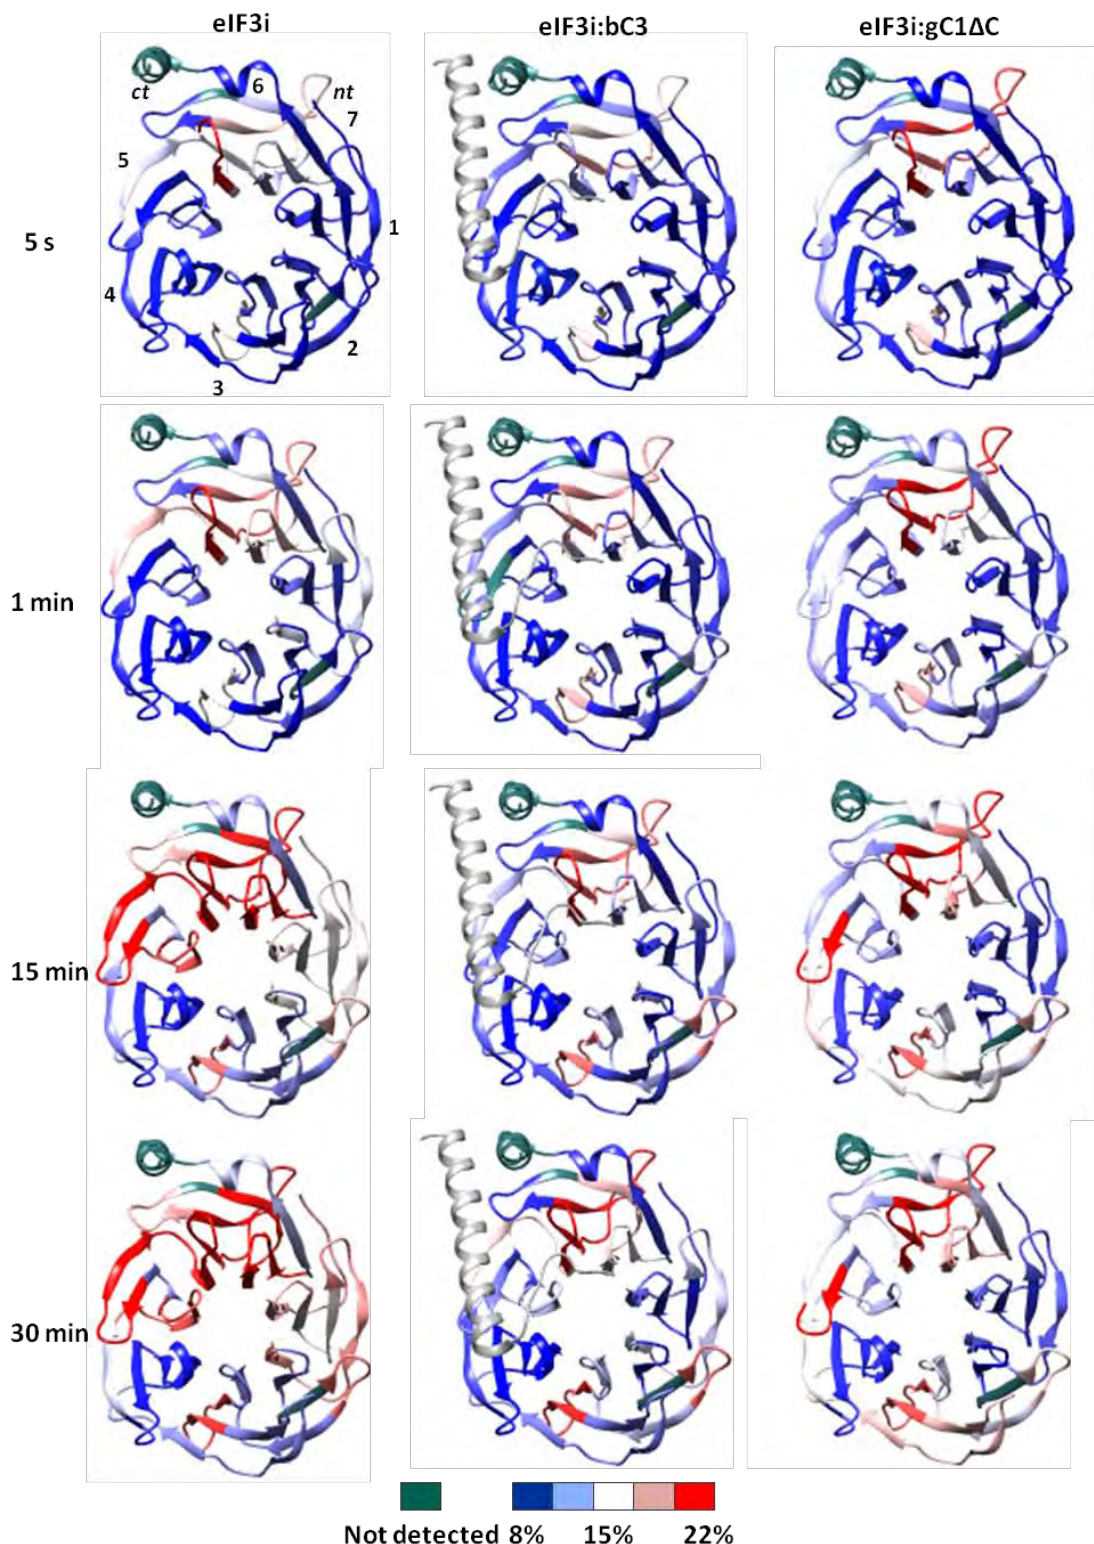 eIF3i eIF3i:bC3 eIF3i:gC1ΔC
ct 6 nt
7
5
5 s
1
4
2
3
1 min
15 min
30 min
Not detected 8% 15% 22%